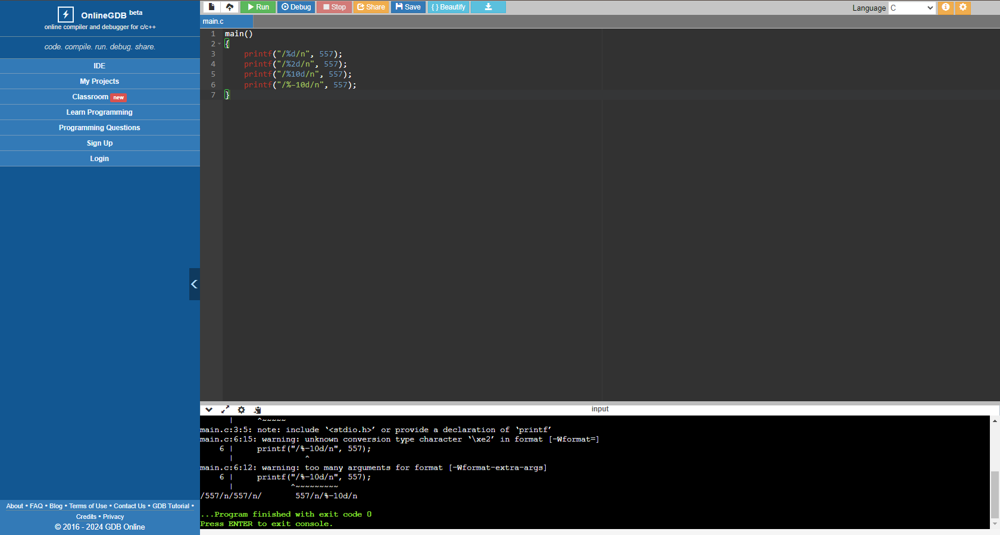 OnlineGDB beta
online compiler and debugger for c/c++
code. compile. run. debug. share.
IDE
My Projects
Classroom new
Learn Programming
Programming Questions
Sign Up
Login
About • FAQ • Blog • Terms of Use • Contact Us • GDB Tutorial •
Credits • Privacy
© 2016 - 2024 GDB Online
Run Debug Stop Share Save { } Beautify
Language C
main.c
1 main()
2 {
3     printf("/%d/n", 557);
4     printf("/%2d/n", 557);
5     printf("/%10d/n", 557);
6     printf("/%–10d/n", 557);
7 }
input
      |     ^~~~~~
main.c:3:5: note: include ‘<stdio.h>’ or provide a declaration of ‘printf’
main.c:6:15: warning: unknown conversion type character ‘\xe2’ in format [-Wformat=]
    6 |     printf("/%–10d/n", 557);
      |               ^
main.c:6:12: warning: too many arguments for format [-Wformat-extra-args]
    6 |     printf("/%–10d/n", 557);
      |            ^~~~~~~~~~
/557/n/557/n/       557/n/%–10d/n
...Program finished with exit code 0
Press ENTER to exit console.